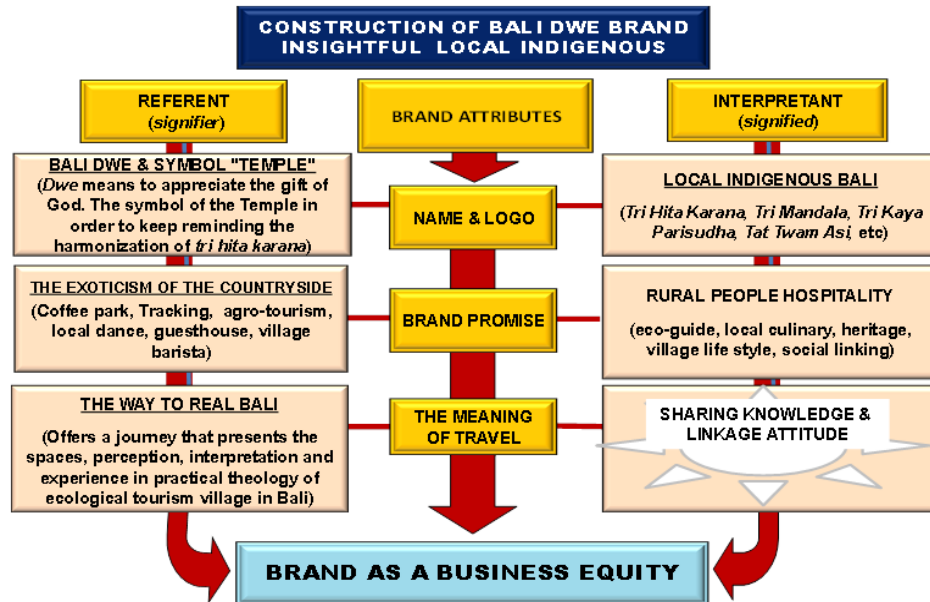 CONSTRUCTION OF BALI DWE BRAND
INSIGHTFUL LOCAL INDIGENOUS
REFERENT
(signifier)
BRAND ATTRIBUTES
INTERPRETANT
(signified)
BALI DWE & SYMBOL "TEMPLE"
(Dwe means to appreciate the gift of
God. The symbol of the Temple in
order to keep reminding the
harmonization of tri hita karana)
NAME & LOGO
LOCAL INDIGENOUS BALI
(Tri Hita Karana, Tri Mandala, Tri Kaya
Parisudha, Tat Twam Asi, etc)
THE EXOTICISM OF THE COUNTRYSIDE
(Coffee park, Tracking, agro-tourism,
local dance, guesthouse, village
barista)
BRAND PROMISE
RURAL PEOPLE HOSPITALITY
(eco-guide, local culinary, heritage,
village life style, social linking)
THE WAY TO REAL BALI
(Offers a journey that presents the
spaces, perception, interpretation and
experience in practical theology of
ecological tourism village in Bali)
THE MEANING
OF TRAVEL
SHARING KNOWLEDGE &
LINKAGE ATTITUDE
BRAND AS A BUSINESS EQUITY